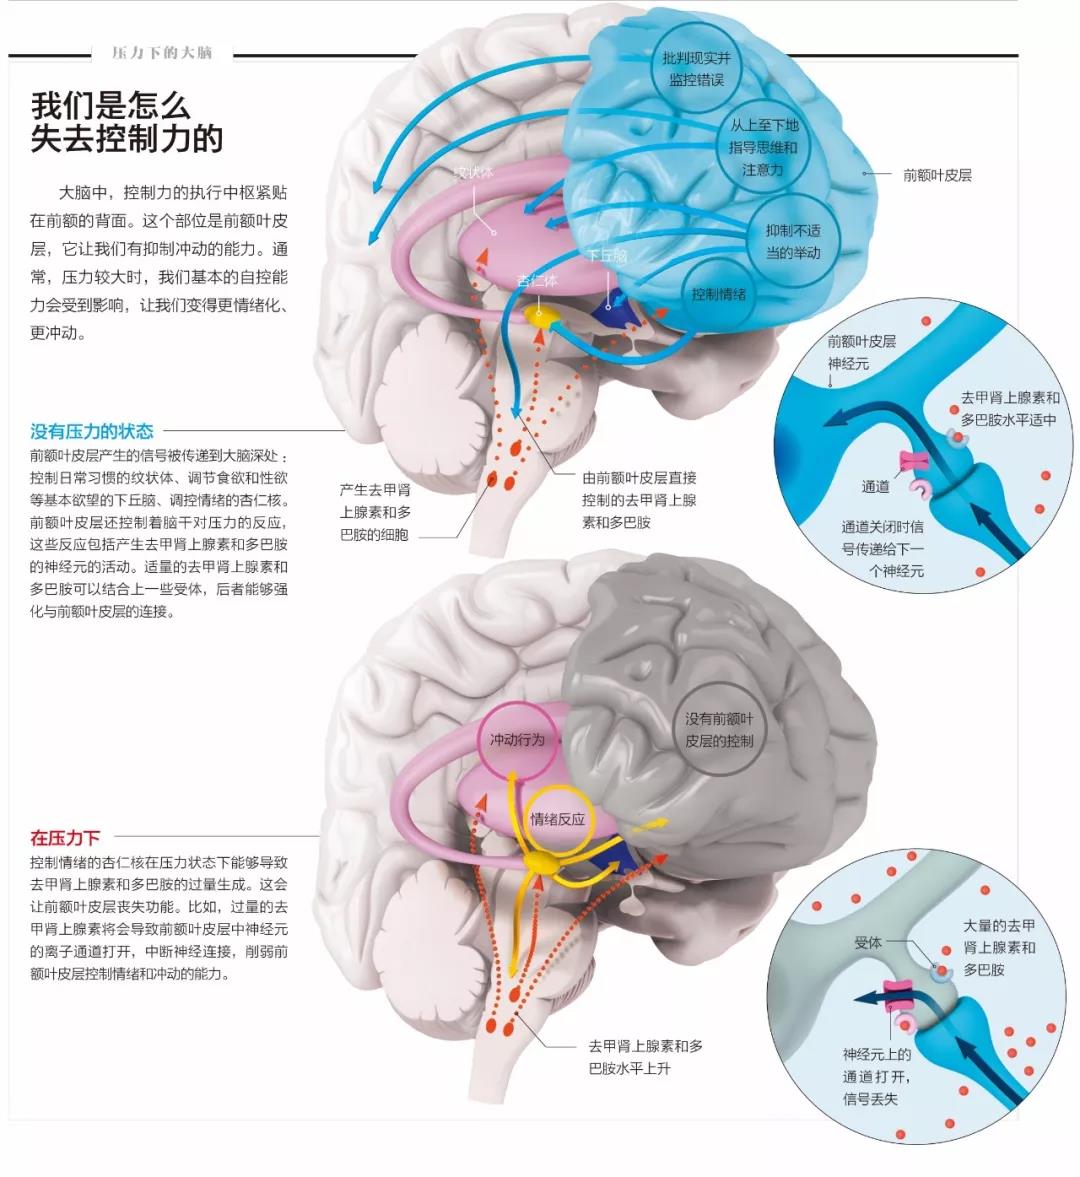 压力下的大脑
我们是怎么
失去控制力的
大脑中，控制力的执行中枢紧贴
在前额的背面。这个部位是前额叶皮
层，它让我们有抑制冲动的能力。通
常，压力较大时，我们基本的自控能
力会受到影响，让我们变得更情绪化、
更冲动。
没有压力的状态
前额叶皮层产生的信号被传递到大脑深处：
控制日常习惯的纹状体、调节食欲和性欲
等基本欲望的下丘脑、调控情绪的杏仁核。
前额叶皮层还控制着脑干对压力的反应，
这些反应包括产生去甲肾上腺素和多巴胺
的神经元的活动。适量的去甲肾上腺素和
多巴胺可以结合上一些受体，后者能够强
化与前额叶皮层的连接。
批判现实并
监控错误
从上至下地
指导思维和
注意力
抑制不适
当的举动
控制情绪
前额叶皮层
纹状体
下丘脑
杏仁体
产生去甲肾
上腺素和多
巴胺的细胞
由前额叶皮层直接
控制的去甲肾上腺
素和多巴胺
前额叶皮层
神经元
去甲肾上腺素和
多巴胺水平适中
通道
通道关闭时信
号传递给下一
个神经元
在压力下
控制情绪的杏仁核在压力状态下能够导致
去甲肾上腺素和多巴胺的过量生成。这会
让前额叶皮层丧失功能。比如，过量的去
甲肾上腺素将会导致前额叶皮层中神经元
的离子通道打开，中断神经连接，削弱前
额叶皮层控制情绪和冲动的能力。
冲动行为
情绪反应
没有前额叶
皮层的控制
去甲肾上腺素和多
巴胺水平上升
受体
大量的去甲
肾上腺素和
多巴胺
神经元上的
通道打开，
信号丢失